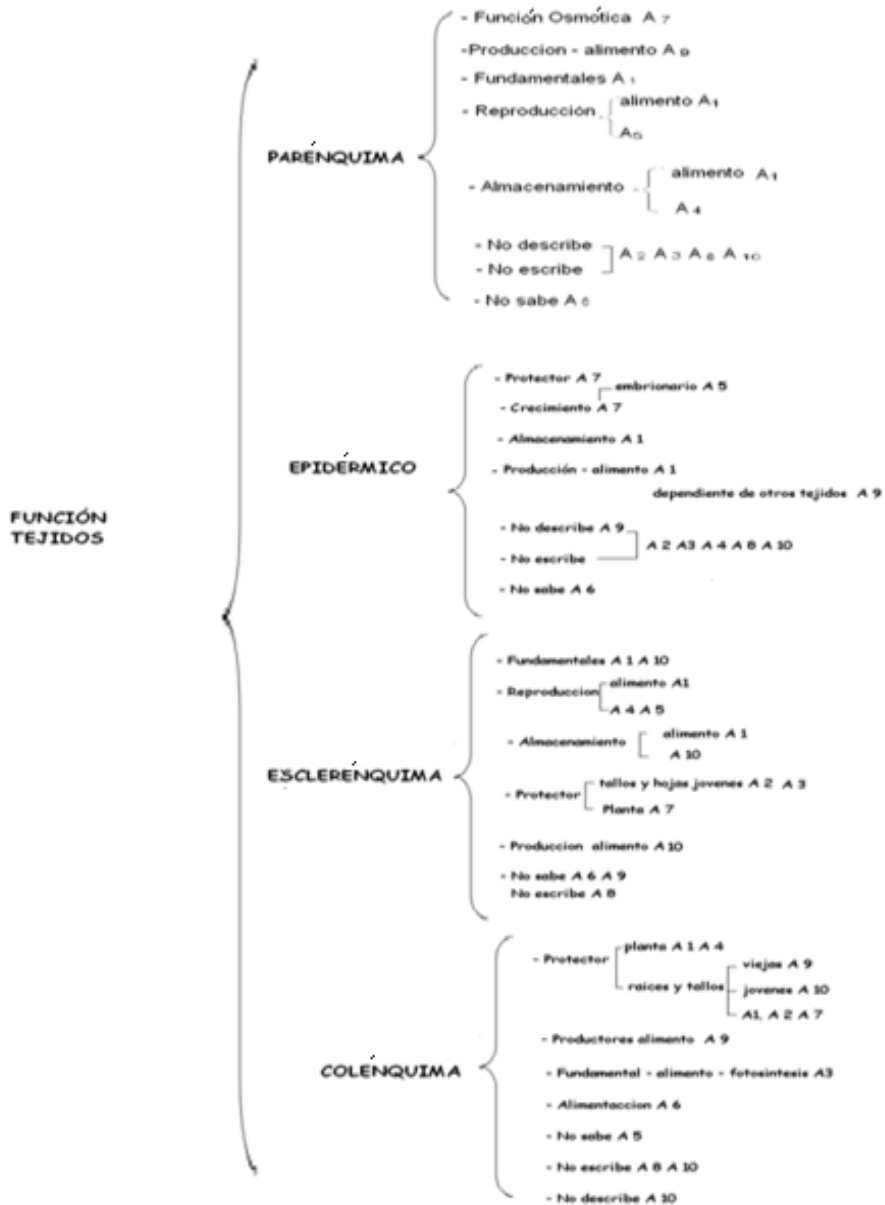 - Función Osmótica A 7
-Produccion - alimento A 9
- Fundamentales A 1
- Reproducción
alimento A1
A5
PARÉNQUIMA
- Almacenamiento
alimento A1
A 4
- No describe
- No escribe
A 2 A 3 A 8 A 10
- No sabe A 6
FUNCIÓN
TEJIDOS
EPIDÉRMICO
- Protector A 7
embrionario A 5
- Crecimiento A 7
- Almacenamiento A 1
- Producción - alimento A 1
dependiente de otros tejidos A 9
- No describe A 9
- No escribe
A 2 A3 A 4 A 8 A 10
- No sabe A 6
ESCLERÉNQUIMA
- Fundamentales A 1 A 10
- Reproduccion
alimento A1
A 4 A 5
- Almacenamiento
alimento A 1
A 10
- Protector
tallos y hojas jovenes A 2 A 3
Planta A 7
- Produccion alimento A 10
- No sabe A 6 A 9
No escribe A 8
COLÉNQUIMA
- Protector
planta A 1 A 4
raices y tallos
viejas A 9
jovenes A 10
A1, A 2 A 7
- Productores alimento A 9
- Fundamental - alimento - fotosintesis A3
- Alimentaccion A 6
- No sabe A 5
- No escribe A 8 A 10
- No describe A 10